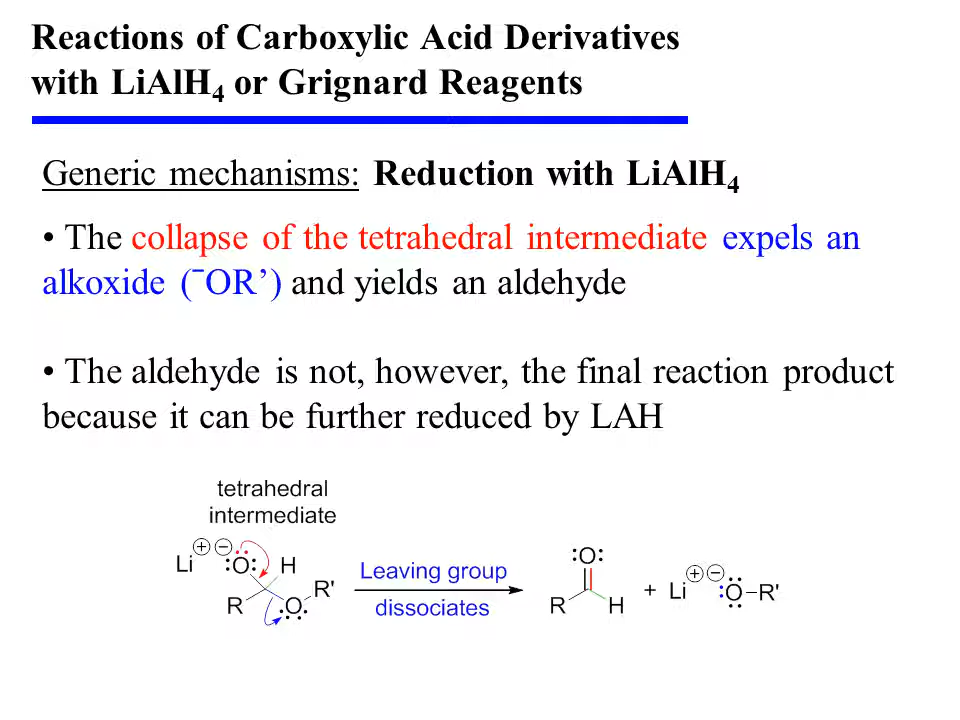 Reactions of Carboxylic Acid Derivatives
with LiAlH₄ or Grignard Reagents
Generic mechanisms: Reduction with LiAlH₄
• The collapse of the tetrahedral intermediate expels an
alkoxide (¯OR’) and yields an aldehyde
• The aldehyde is not, however, the final reaction product
because it can be further reduced by LAH
tetrahedral
intermediate
Li + − :O: H
R O R'
Leaving group
dissociates
:O:
R H
+ Li + − :O–R'